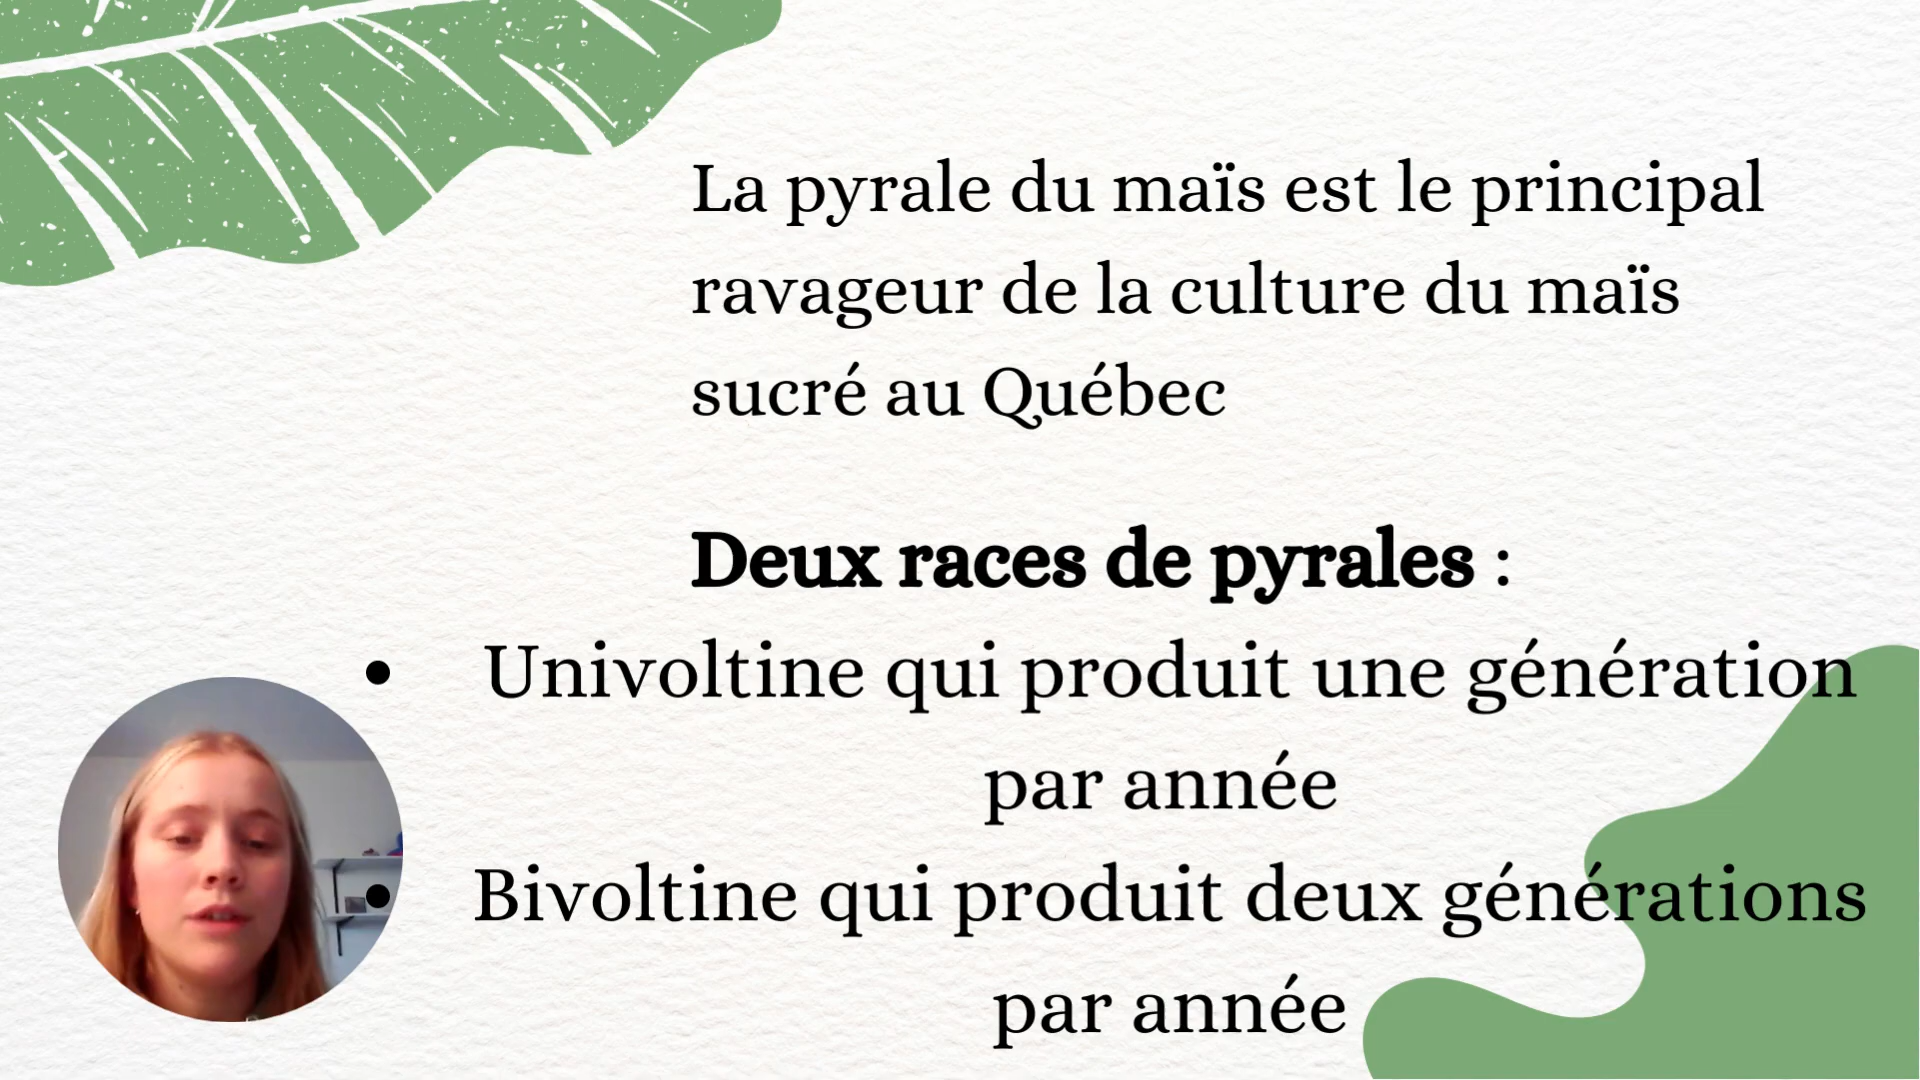 La pyrale du maïs est le principal
ravageur de la culture du maïs
sucré au Québec
Deux races de pyrales :
• Univoltine qui produit une génération
par année
• Bivoltine qui produit deux générations
par année